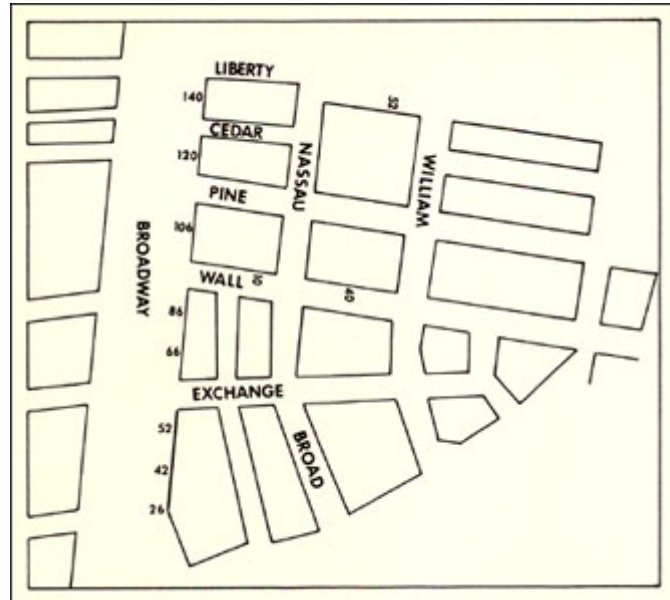 LIBERTY
140
52
CEDAR
120
NASSAU
WILLIAM
PINE
106
BROADWAY
WALL
10
40
86
66
EXCHANGE
52
42
26
BROAD